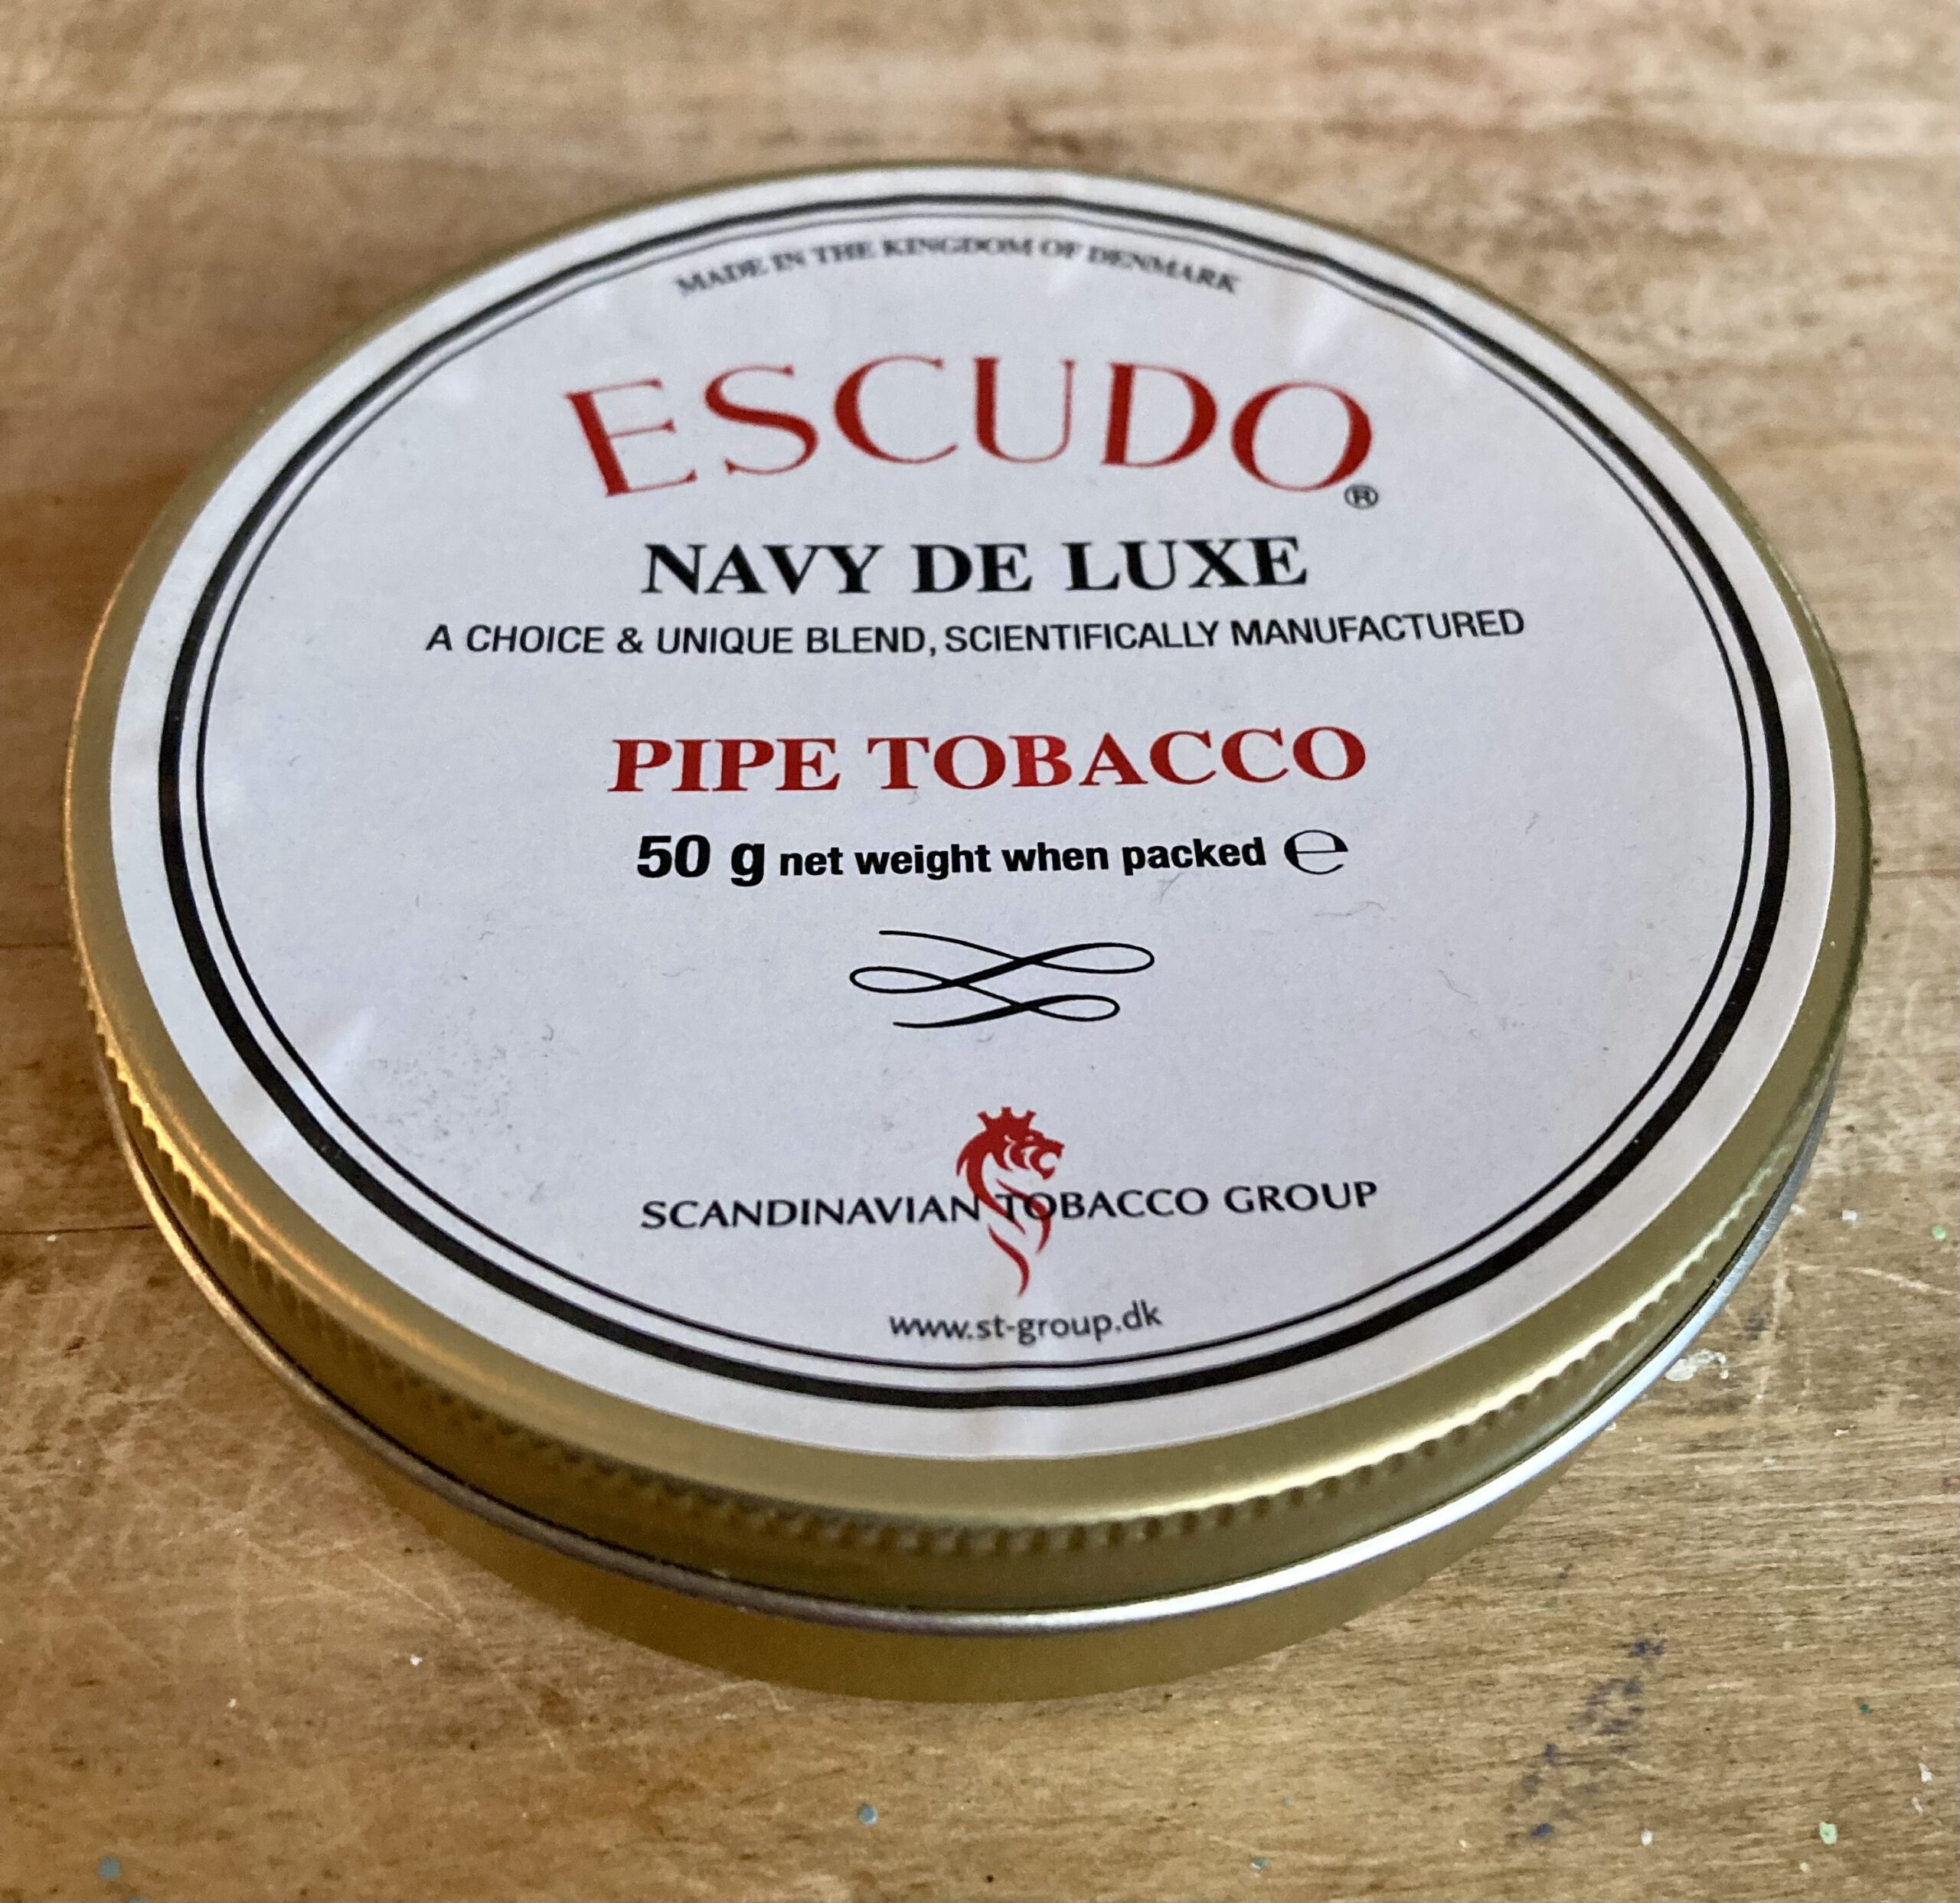 MADE IN THE KINGDOM OF DENMARK
ESCUDO®
NAVY DE LUXE
A CHOICE & UNIQUE BLEND, SCIENTIFICALLY MANUFACTURED
PIPE TOBACCO
50 g net weight when packed ℮
SCANDINAVIAN TOBACCO GROUP
www.st-group.dk